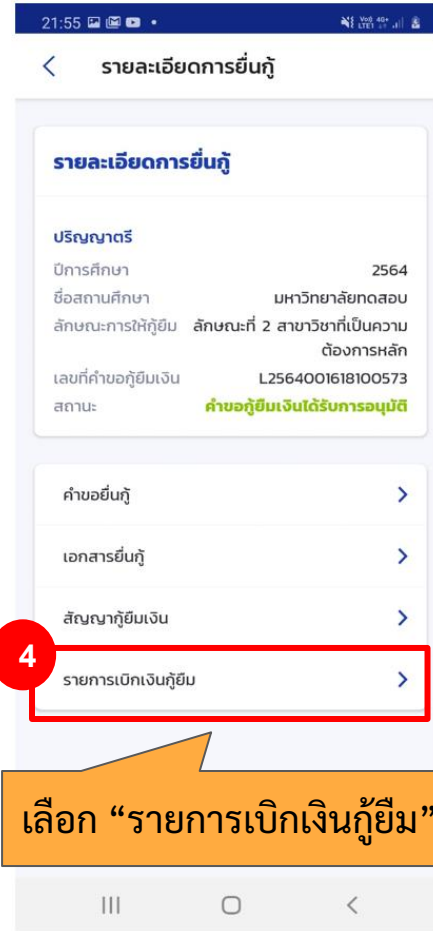 21:55
รายละเอียดการยื่นกู้
รายละเอียดการยื่นกู้
ปริญญาตรี
ปีการศึกษา 2564
ชื่อสถานศึกษา มหาวิทยาลัยทดสอบ
ลักษณะการให้กู้ยืม ลักษณะที่ 2 สาขาวิชาที่เป็นความ
ต้องการหลัก
เลขที่คำขอกู้ยืมเงิน L2564001618100573
สถานะ คำขอกู้ยืมเงินได้รับการอนุมัติ
คำขอยื่นกู้
เอกสารยื่นกู้
สัญญากู้ยืมเงิน
4
รายการเบิกเงินกู้ยืม
เลือก “รายการเบิกเงินกู้ยืม”